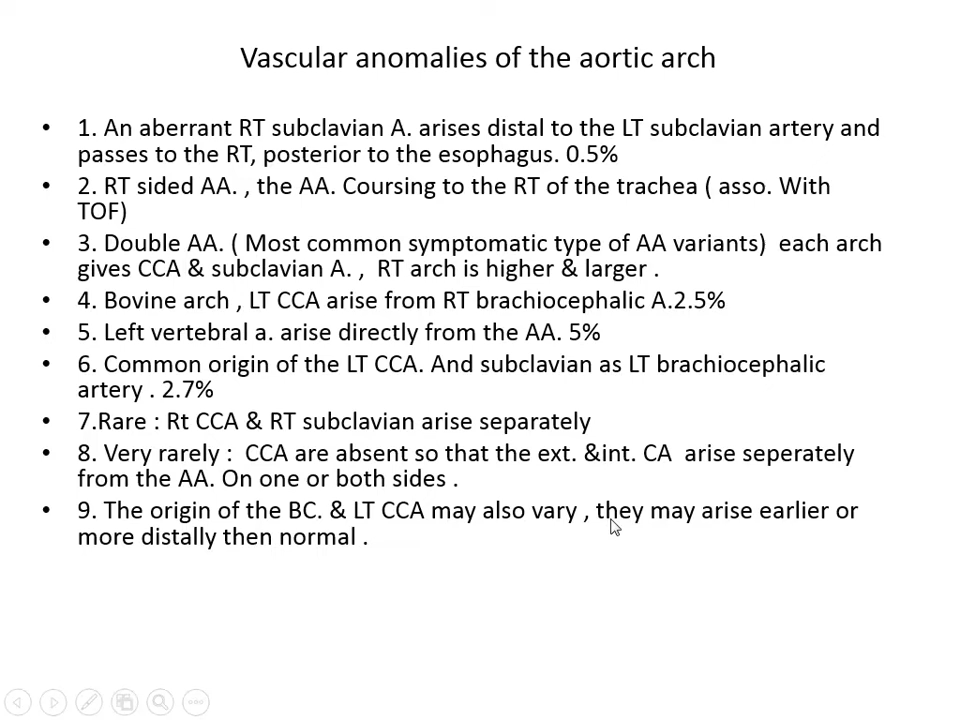 Vascular anomalies of the aortic arch
• 1. An aberrant RT subclavian A. arises distal to the LT subclavian artery and
passes to the RT, posterior to the esophagus. 0.5%
• 2. RT sided AA. , the AA. Coursing to the RT of the trachea ( asso. With
TOF)
• 3. Double AA. ( Most common symptomatic type of AA variants)  each arch
gives CCA & subclavian A. ,  RT arch is higher & larger .
• 4. Bovine arch , LT CCA arise from RT brachiocephalic A.2.5%
• 5. Left vertebral a. arise directly from the AA. 5%
• 6. Common origin of the LT CCA. And subclavian as LT brachiocephalic
artery . 2.7%
• 7.Rare : Rt CCA & RT subclavian arise separately
• 8. Very rarely :  CCA are absent so that the ext. &int. CA  arise seperately
from the AA. On one or both sides .
• 9. The origin of the BC. & LT CCA may also vary , they may arise earlier or
more distally then normal .